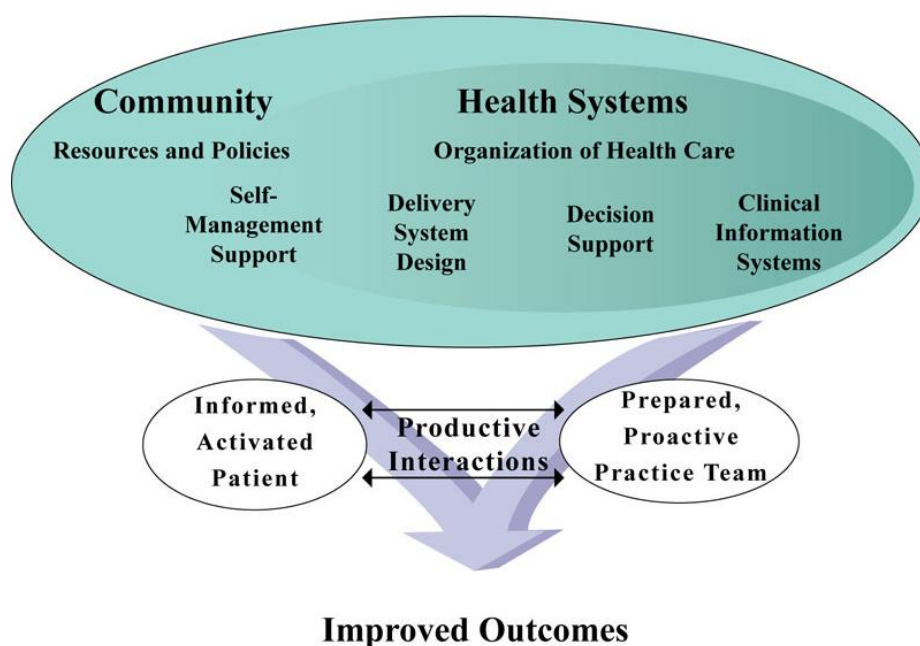 Community
Health Systems
Resources and Policies
Organization of Health Care
Self-
Management
Support
Delivery
System
Design
Decision
Support
Clinical
Information
Systems
Informed,
Activated
Patient
Productive
Interactions
Prepared,
Proactive
Practice Team
Improved Outcomes